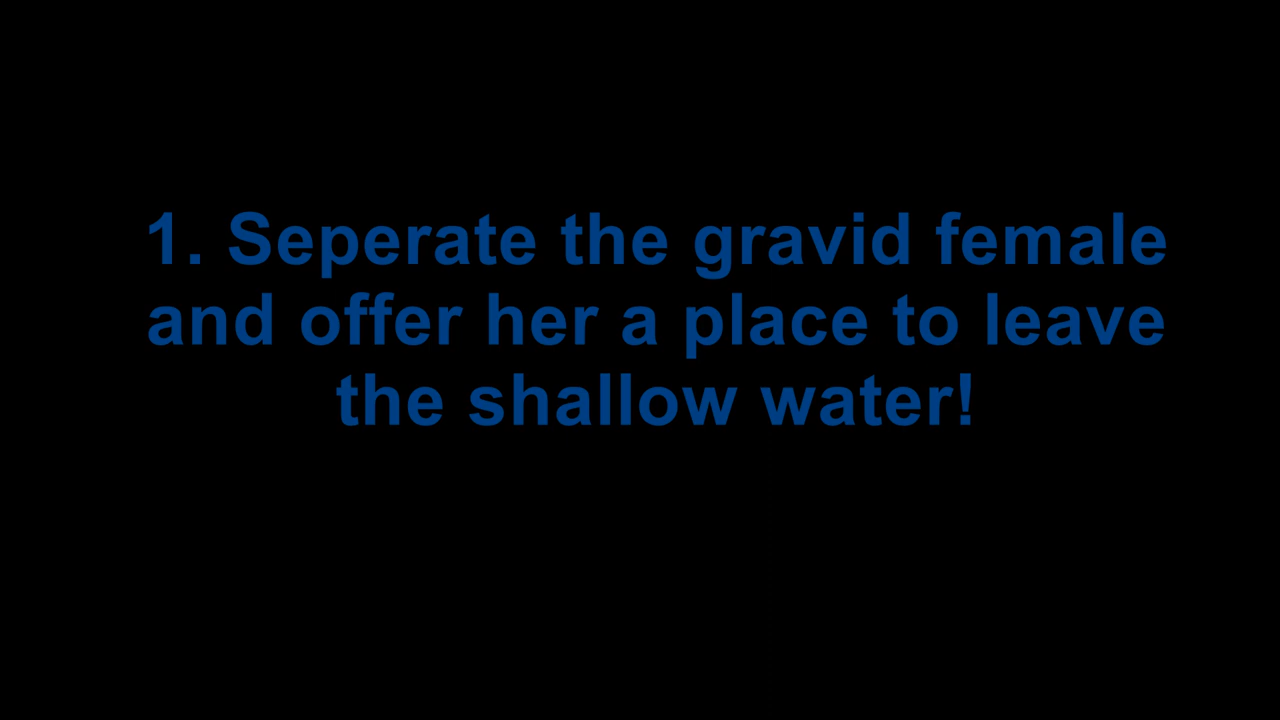 1. Seperate the gravid female
and offer her a place to leave
the shallow water!